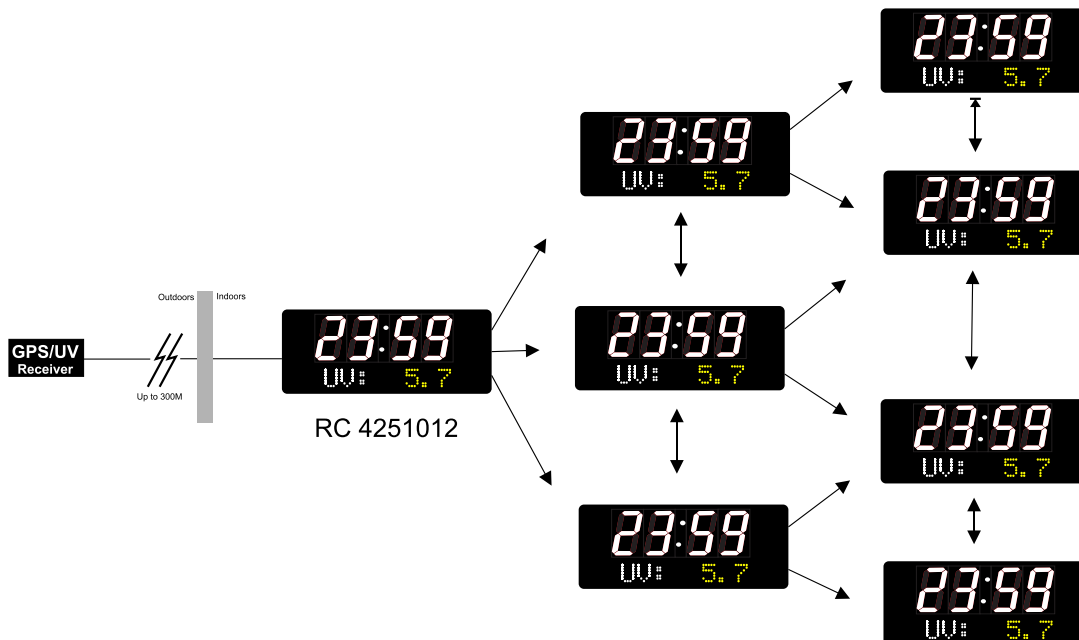 GPS/UV
Receiver
Up to 300M
Outdoors
Indoors
23:59
UV: 5.7
RC 4251012
23:59
UV: 5.7
23:59
UV: 5.7
23:59
UV: 5.7
23:59
UV: 5.7
23:59
UV: 5.7
23:59
UV: 5.7
23:59
UV: 5.7